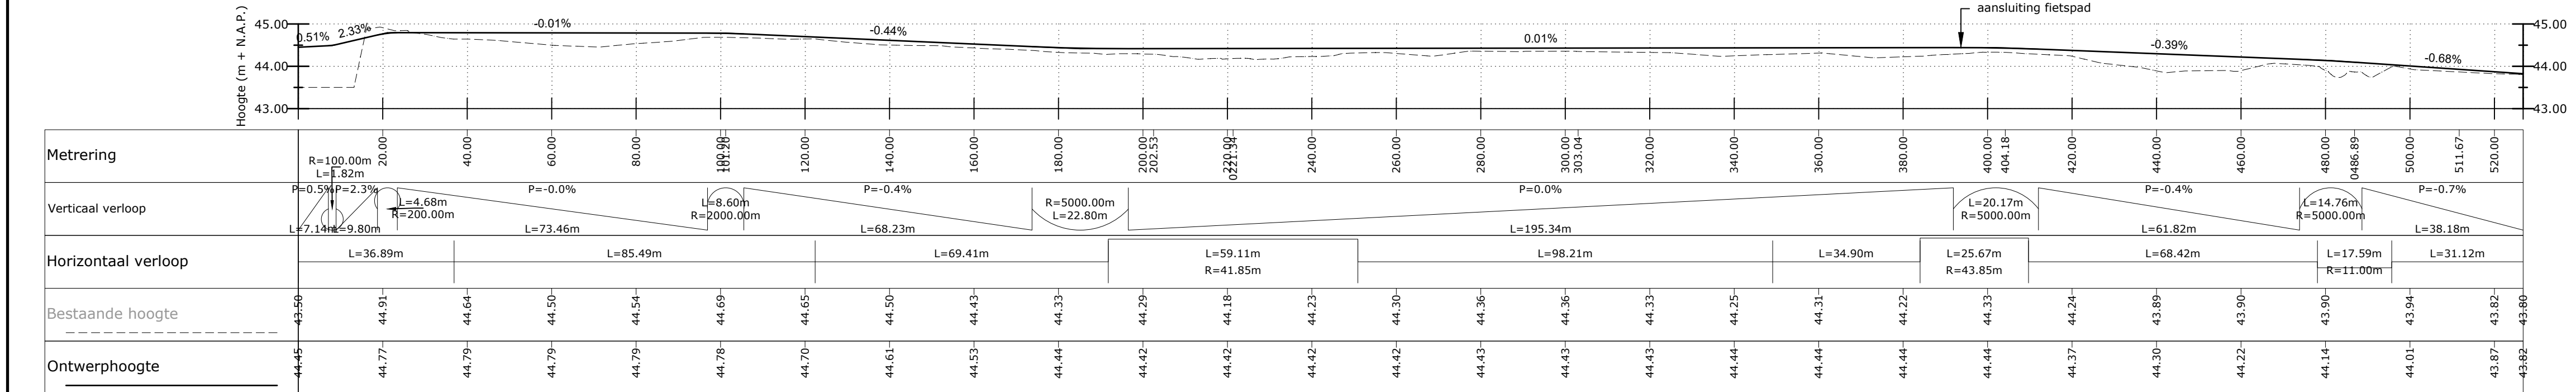 aansluiting fietspad
Hoogte (m + N.A.P.)
45.00
44.00
43.00
0.51%
2.33%
-0.01%
-0.44%
0.01%
-0.39%
-0.68%
45.00
44.00
43.00
Metrering
20.00
40.00
60.00
80.00
100.00
101.28
120.00
140.00
160.00
180.00
200.00
202.53
220.00
0221.34
240.00
260.00
280.00
300.00
303.04
320.00
340.00
360.00
380.00
400.00
404.18
420.00
440.00
460.00
480.00
0486.89
500.00
511.67
520.00
Verticaal verloop
R=100.00m
L=1.82m
P=0.5%
P=2.3%
P=-0.0%
P=-0.4%
P=0.0%
P=-0.4%
P=-0.7%
L=4.68m
R=200.00m
L=8.60m
R=2000.00m
R=5000.00m
L=22.80m
L=20.17m
R=5000.00m
L=14.76m
R=5000.00m
L=7.14m
L=9.80m
L=73.46m
L=68.23m
L=195.34m
L=61.82m
L=38.18m
Horizontaal verloop
L=36.89m
L=85.49m
L=69.41m
L=59.11m
R=41.85m
L=98.21m
L=34.90m
L=25.67m
R=43.85m
L=68.42m
L=17.59m
R=11.00m
L=31.12m
Bestaande hoogte
43.50
44.91
44.64
44.50
44.54
44.69
44.65
44.50
44.43
44.33
44.29
44.18
44.23
44.30
44.36
44.36
44.33
44.25
44.31
44.22
44.33
44.24
43.89
43.90
43.90
43.94
43.82
43.80
Ontwerphoogte
44.45
44.77
44.79
44.79
44.79
44.78
44.70
44.61
44.53
44.44
44.42
44.42
44.42
44.42
44.43
44.43
44.43
44.44
44.44
44.44
44.44
44.37
44.30
44.22
44.14
44.01
43.87
43.82